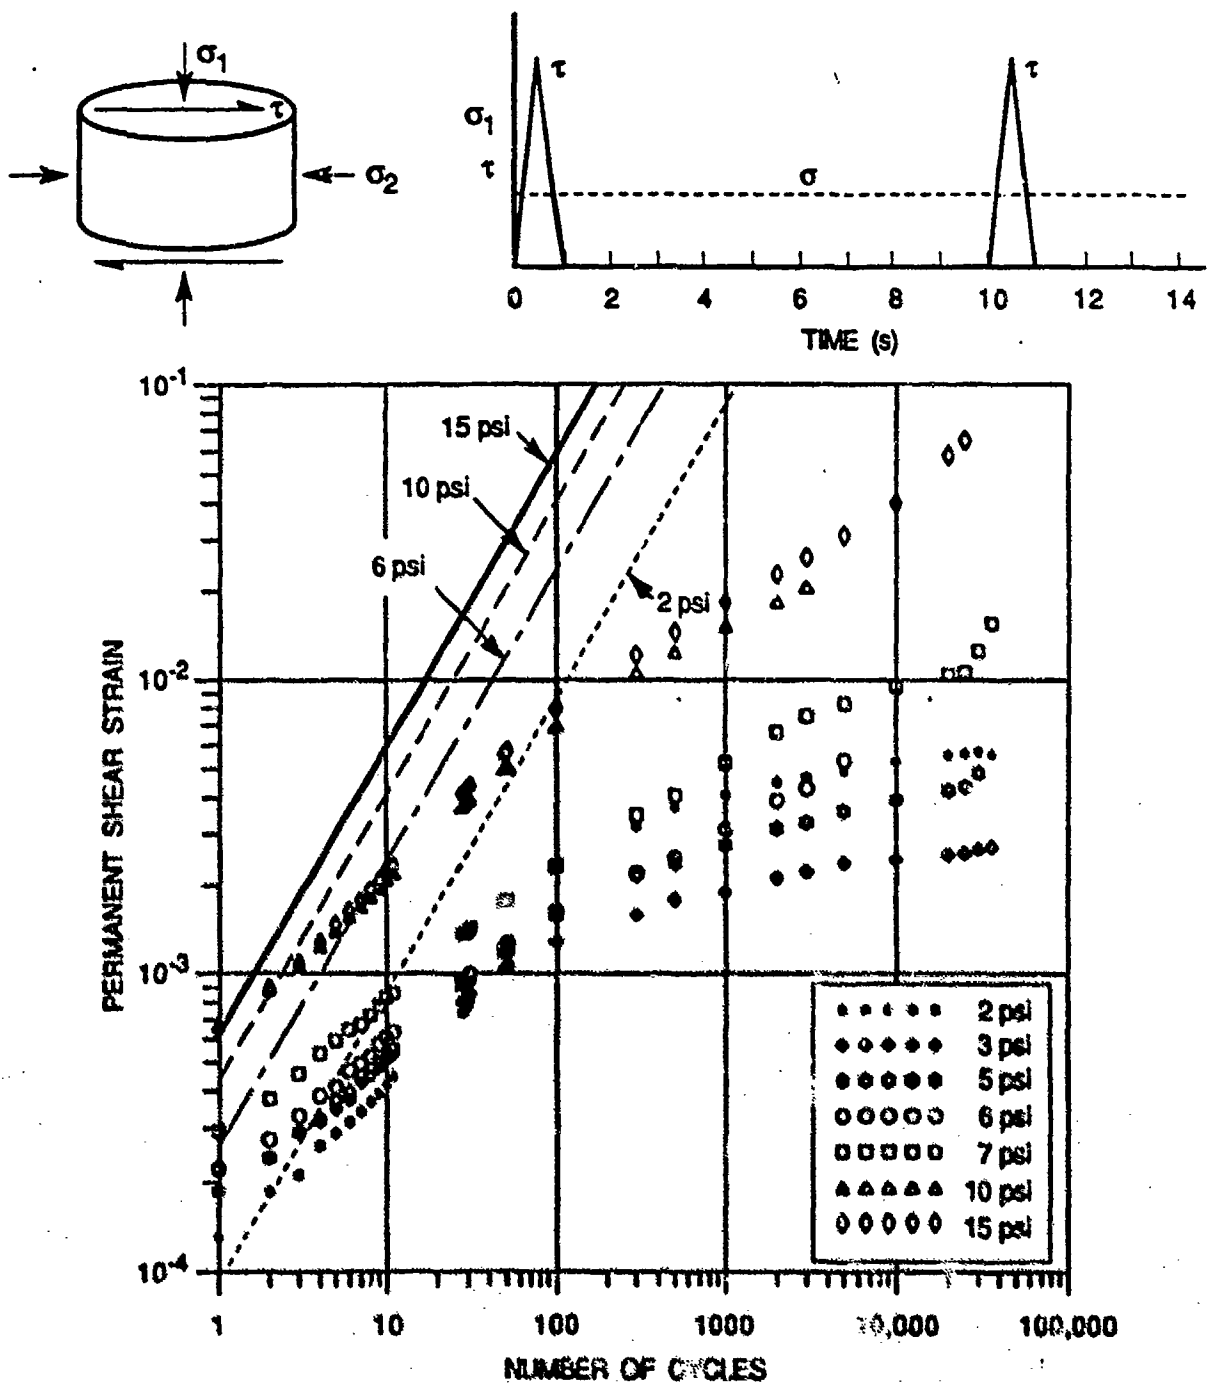 σ1
τ
σ2
σ1
τ
τ
τ
σ
0 2 4 6 8 10 12 14
TIME (s)
10-1
10-2
10-3
10-4
PERMANENT SHEAR STRAIN
15 psi
10 psi
6 psi
2 psi
2 psi
3 psi
5 psi
6 psi
7 psi
10 psi
15 psi
1 10 100 1000 10,000 100,000
NUMBER OF CYCLES